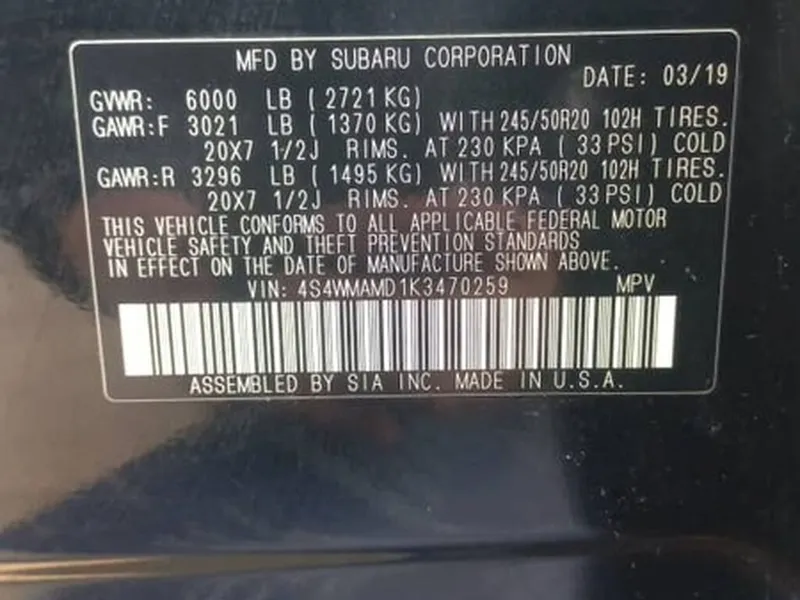 MFD BY SUBARU CORPORATION
DATE: 03/19
GVWR: 6000 LB ( 2721 KG)
GAWR:F 3021 LB ( 1370 KG) WITH 245/50R20 102H TIRES.
20X7 1/2J RIMS. AT 230 KPA ( 33 PSI) COLD
GAWR:R 3296 LB ( 1495 KG) WITH 245/50R20 102H TIRES.
20X7 1/2J RIMS. AT 230 KPA ( 33 PSI) COLD
THIS VEHICLE CONFORMS TO ALL APPLICABLE FEDERAL MOTOR
VEHICLE SAFETY AND THEFT PREVENTION STANDARDS
IN EFFECT ON THE DATE OF MANUFACTURE SHOWN ABOVE.
VIN: 4S4WMAMD1K3470259 MPV
ASSEMBLED BY SIA INC. MADE IN U.S.A.